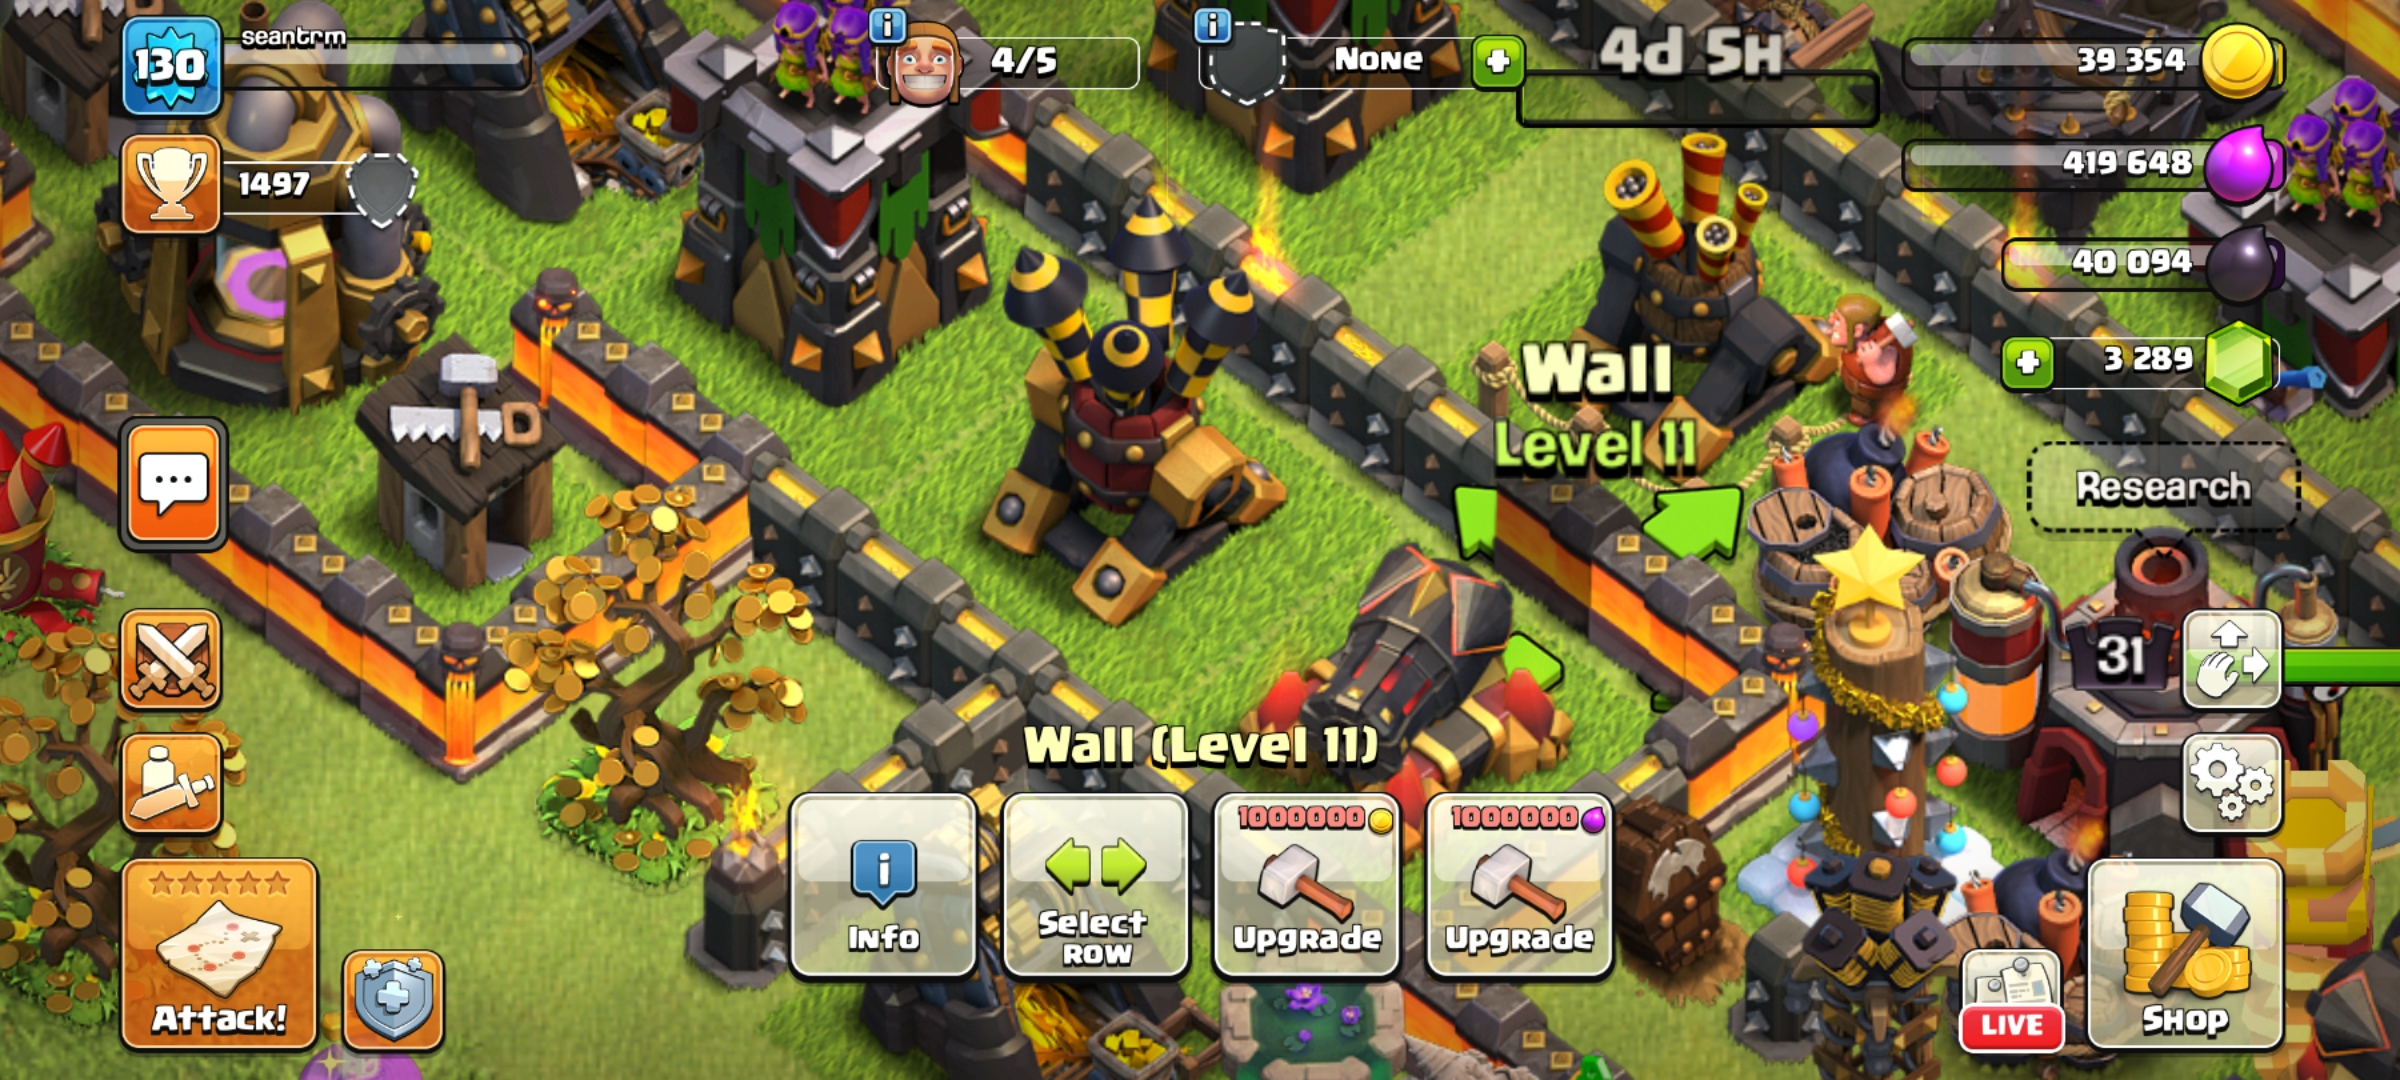 130
seantrm
4/5
None
4d 5H
39 354
1497
419 648
40 094
3 289
Wall
Level 11
Research
31
Wall (Level 11)
1000000
1000000
Info
Select
Row
Upgrade
Upgrade
Attack!
LIVE
Shop